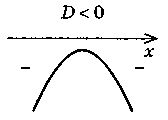 D < 0
x
– –